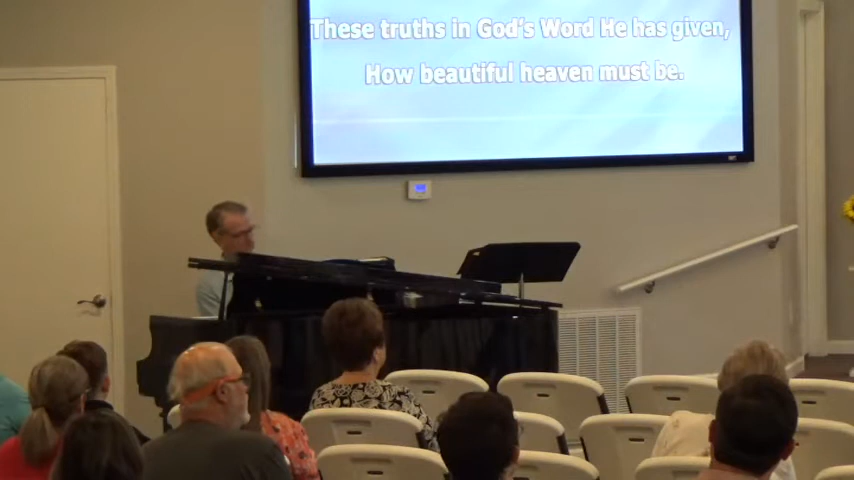 These truths in God's Word He has given,
How beautiful heaven must be.